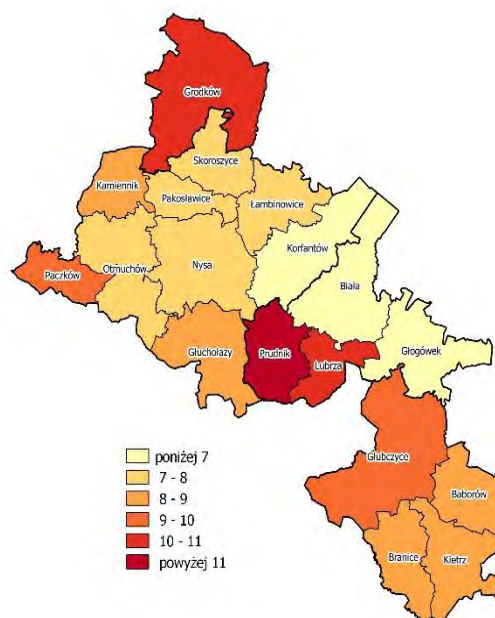 Grodków
Skoroszyce
Kamiennik
Pakosławice
Łambinowice
Korfantów
Otmuchów
Nysa
Paczków
Biała
Głuchołazy
Prudnik
Lubrza
Głogówek
Głubczyce
Baborów
Branice
Kietrz
poniżej 7
7 - 8
8 - 9
9 - 10
10 - 11
powyżej 11